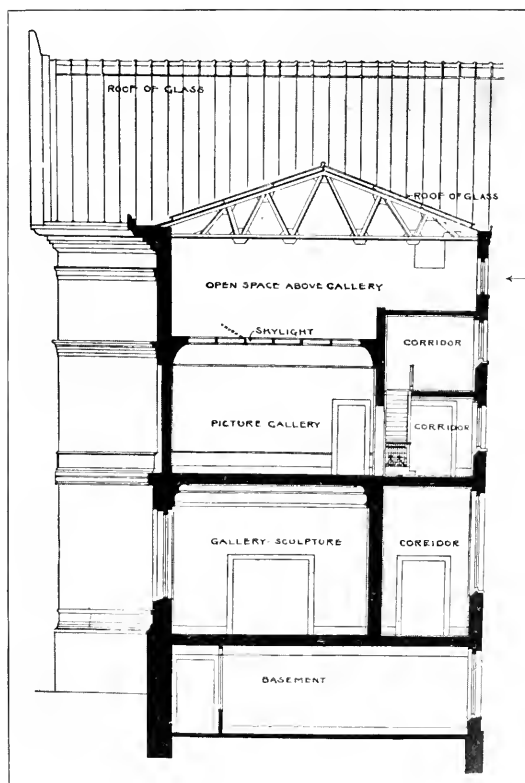 ROOF OF GLASS
ROOF OF GLASS
OPEN SPACE ABOVE GALLERY
SKYLIGHT
CORRIDOR
PICTURE GALLERY
CORRIDOR
GALLERY-SCULPTURE
CORRIDOR
BASEMENT